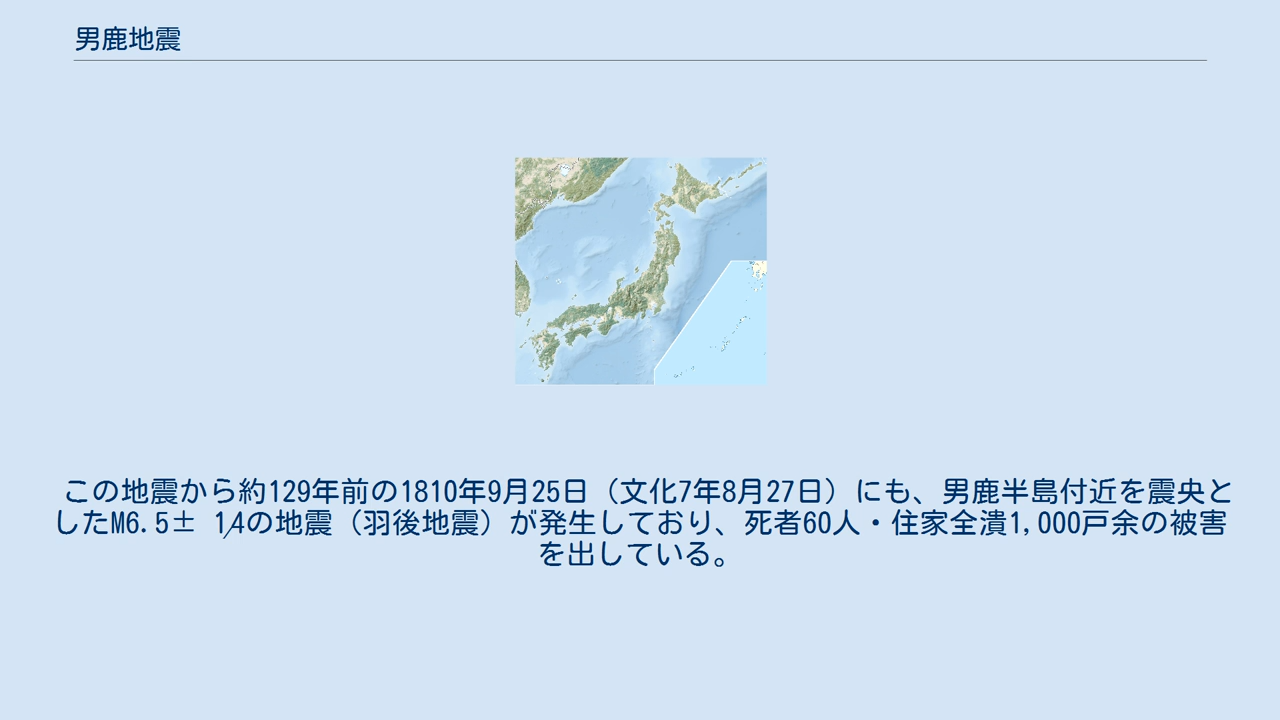 男鹿地震
この地震から約129年前の1810年9月25日（文化7年8月27日）にも、男鹿半島付近を震央と
したM6.5± 1⁄4の地震（羽後地震）が発生しており、死者60人・住家全潰1,000戸余の被害
を出している。